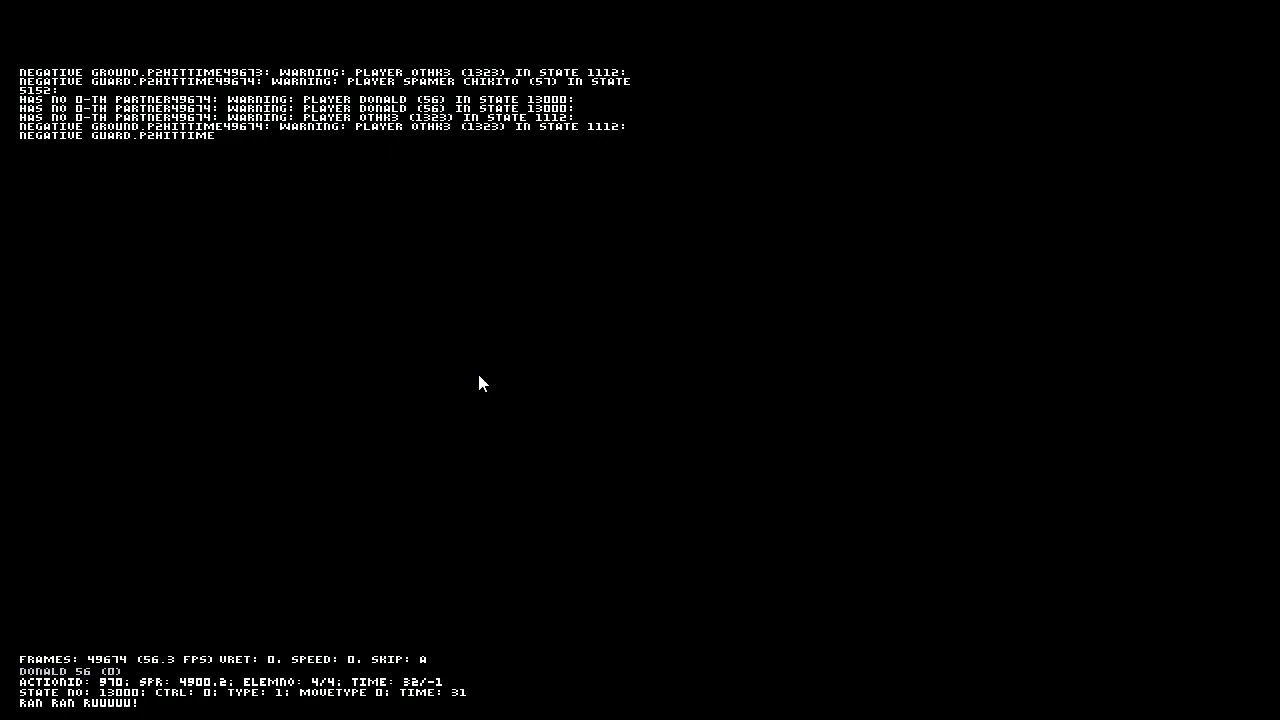 NEGATIVE GROUND.P2HITTIME49673: WARNING: PLAYER OTHK3 (1323) IN STATE 1112:
NEGATIVE GUARD.P2HITTIME49674: WARNING: PLAYER SPAMER CHIKITO (57) IN STATE
5152:
HAS NO 0-TH PARTNER49674: WARNING: PLAYER DONALD (56) IN STATE 13000:
HAS NO 0-TH PARTNER49674: WARNING: PLAYER DONALD (56) IN STATE 13000:
HAS NO 0-TH PARTNER49674: WARNING: PLAYER OTHK3 (1323) IN STATE 1112:
NEGATIVE GROUND.P2HITTIME49674: WARNING: PLAYER OTHK3 (1323) IN STATE 1112:
NEGATIVE GUARD.P2HITTIME
FRAMES: 49674 (56.3 FPS) VRET: 0. SPEED: 0. SKIP: A
DONALD 56 (0)
ACTIONID: 970; SPR: 4900.2; ELEMNO: 4/4; TIME: 32/-1
STATE NO: 13000; CTRL: 0; TYPE: 1; MOVETYPE 0; TIME: 31
RAN RAN RUUUUU!